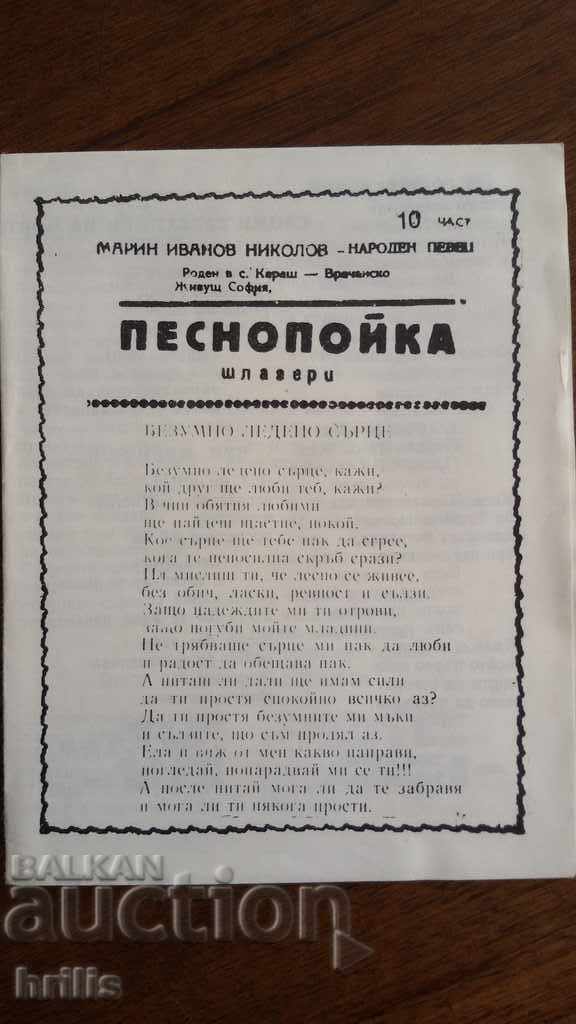 10 ЧАСТ
МАРИН ИВАНОВ НИКОЛОВ - НАРОДЕН ПЕВЕЦ
Роден в с. Караш — Врачанско
Живущ София,
ПЕСНОПОЙКА
шлагери
БЕЗУМНО ЛЕДЕНО СЪРЦЕ
Безумно ледено сърце, кажи,
кой друг ще люби теб, кажи?
В чии обятия любими
ще найдеш щастие, покой.
Кое сърце ще тебе пак да сгрее,
кога те непосилна скръб срази?
Ил мислиш ти, че лесно се живее,
без обич, ласки, ревност и сълзи.
Защо надеждите ми ти отрови,
защо погуби мойте младини.
Не трябваше сърце ми пак да люби
и радост да обещава пак.
А питаш ли дали ще имам сили
да ти простя спокойно всичко аз?
Да ти простя безумните ми мъки
и сълзите, що съм пролял аз.
Ела и виж от мен какво направи,
погледай, попарадвай ми се ти!!!
А после питай мога ли да те забравя
и мога ли ти някога прости.
BALKAN
auction
hrilis